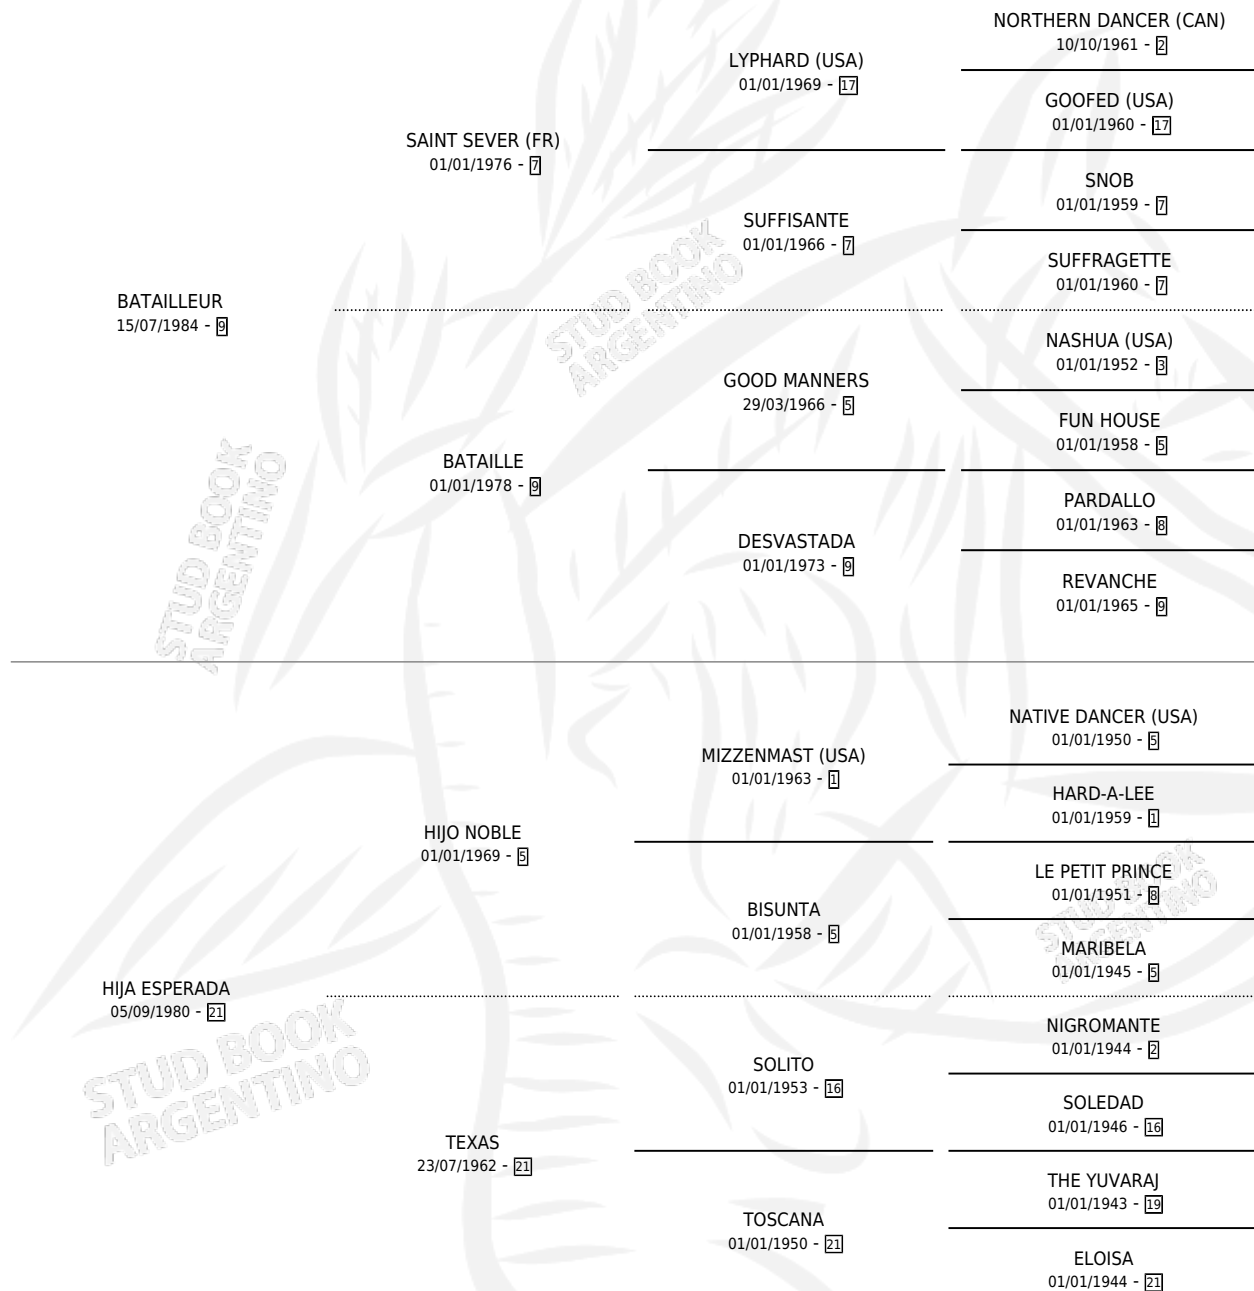 NORTHERN DANCER (CAN)
10/10/1961 - 2
LYPHARD (USA)
01/01/1969 - 17
GOOFED (USA)
01/01/1960 - 17
SAINT SEVER (FR)
01/01/1976 - 7
SNOB
01/01/1959 - 7
SUFFISANTE
01/01/1966 - 7
SUFFRAGETTE
01/01/1960 - 7
BATAILLEUR
15/07/1984 - 9
STUD BOOK
ARGENTINO
NASHUA (USA)
01/01/1952 - 3
GOOD MANNERS
29/03/1966 - 5
FUN HOUSE
01/01/1958 - 5
BATAILLE
01/01/1978 - 9
PARDALLO
01/01/1963 - 8
DESVASTADA
01/01/1973 - 9
REVANCHE
01/01/1965 - 9
STUD BOOK
ARGENTINO
NATIVE DANCER (USA)
01/01/1950 - 5
MIZZENMAST (USA)
01/01/1963 - 1
HARD-A-LEE
01/01/1959 - 1
HIJO NOBLE
01/01/1969 - 5
LE PETIT PRINCE
01/01/1951 - 8
BISUNTA
01/01/1958 - 5
MARIBELA
01/01/1945 - 5
STUD BOOK
ARGENTINO
HIJA ESPERADA
05/09/1980 - 21
NIGROMANTE
01/01/1944 - 2
SOLITO
01/01/1953 - 16
SOLEDAD
01/01/1946 - 16
STUD BOOK
ARGENTINO
TEXAS
23/07/1962 - 21
THE YUVARAJ
01/01/1943 - 19
TOSCANA
01/01/1950 - 21
ELOISA
01/01/1944 - 21